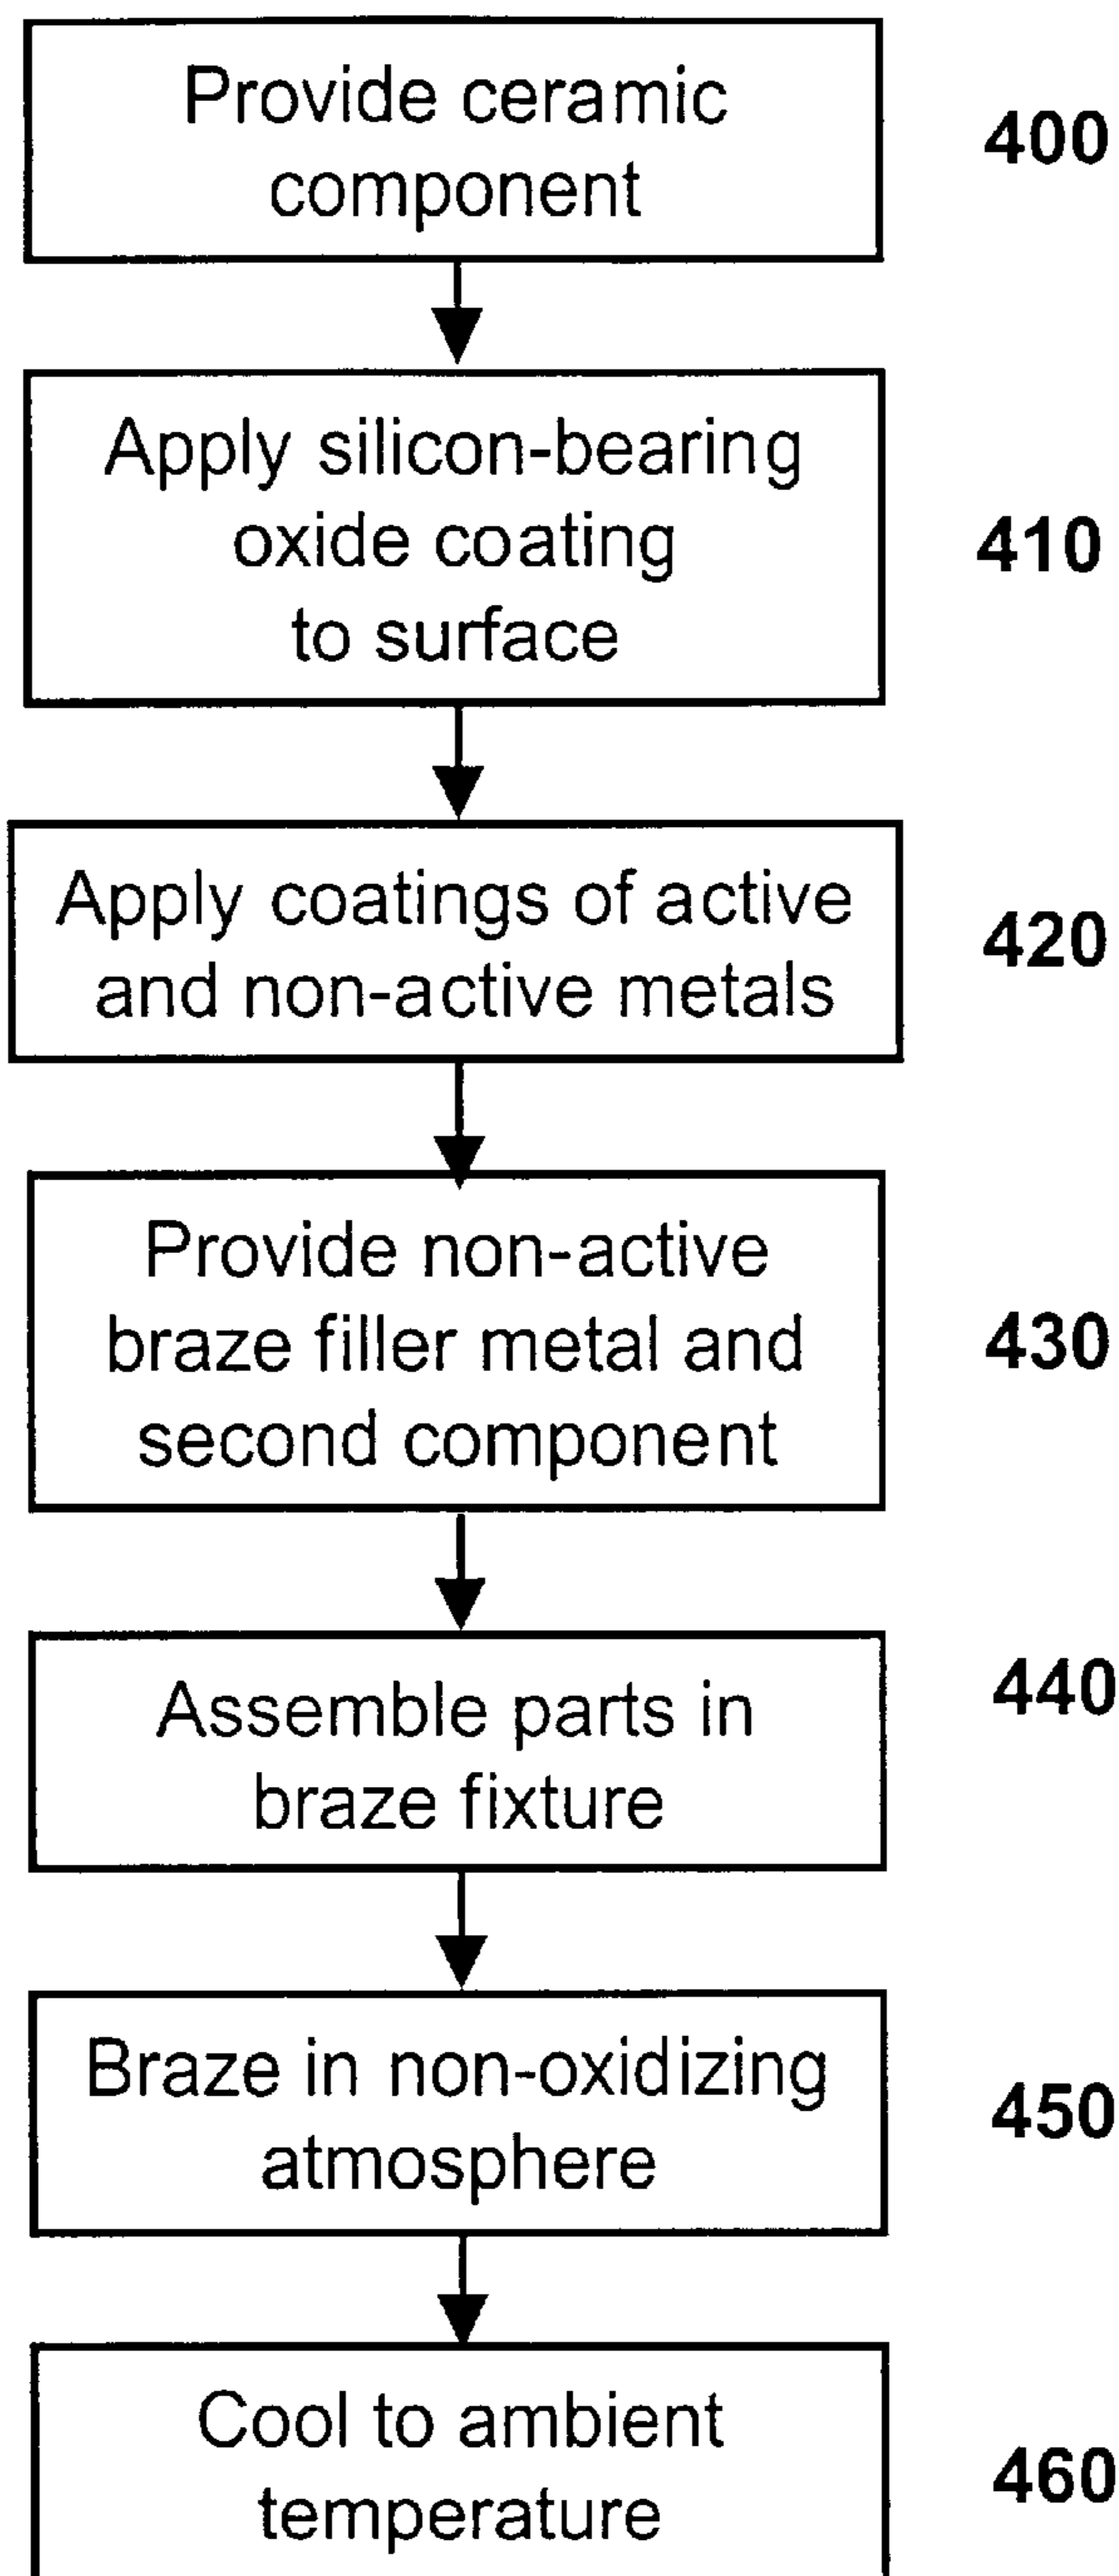 Provide ceramic
component
400
Apply silicon-bearing
oxide coating
to surface
410
Apply coatings of active
and non-active metals
420
Provide non-active
braze filler metal and
second component
430
Assemble parts in
braze fixture
440
Braze in non-oxidizing
atmosphere
450
Cool to ambient
temperature
460